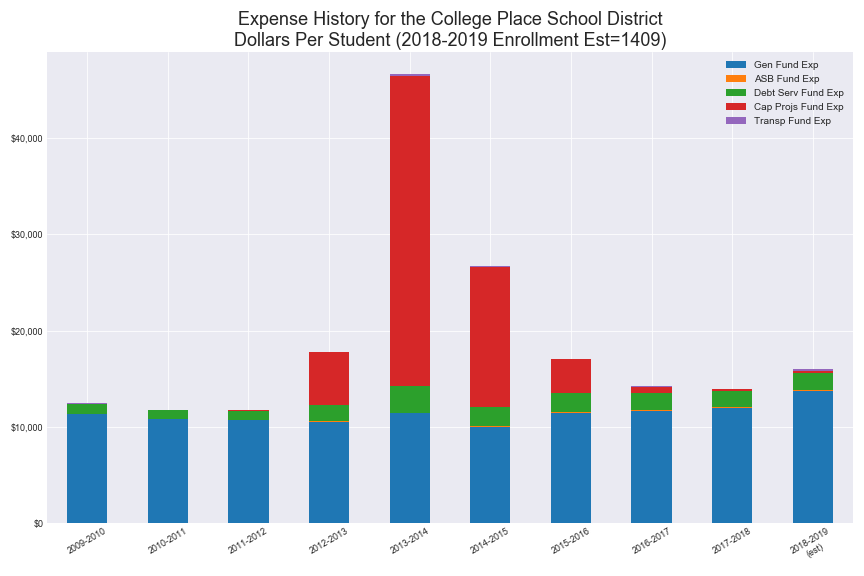 Expense History for the College Place School District
Dollars Per Student (2018-2019 Enrollment Est=1409)
Gen Fund Exp
ASB Fund Exp
Debt Serv Fund Exp
Cap Projs Fund Exp
Transp Fund Exp
$40,000
$30,000
$20,000
$10,000
$0
2009-2010
2010-2011
2011-2012
2012-2013
2013-2014
2014-2015
2015-2016
2016-2017
2017-2018
2018-2019
(est)